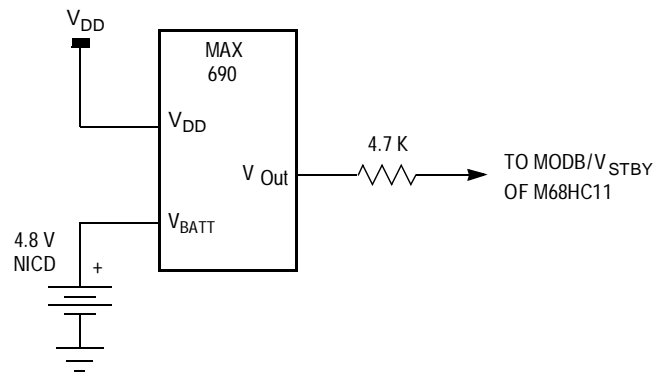 VDD
MAX
690
VDD
4.7 K
V Out
TO MODB/VSTBY
OF M68HC11
VBATT
4.8 V
NICD
+